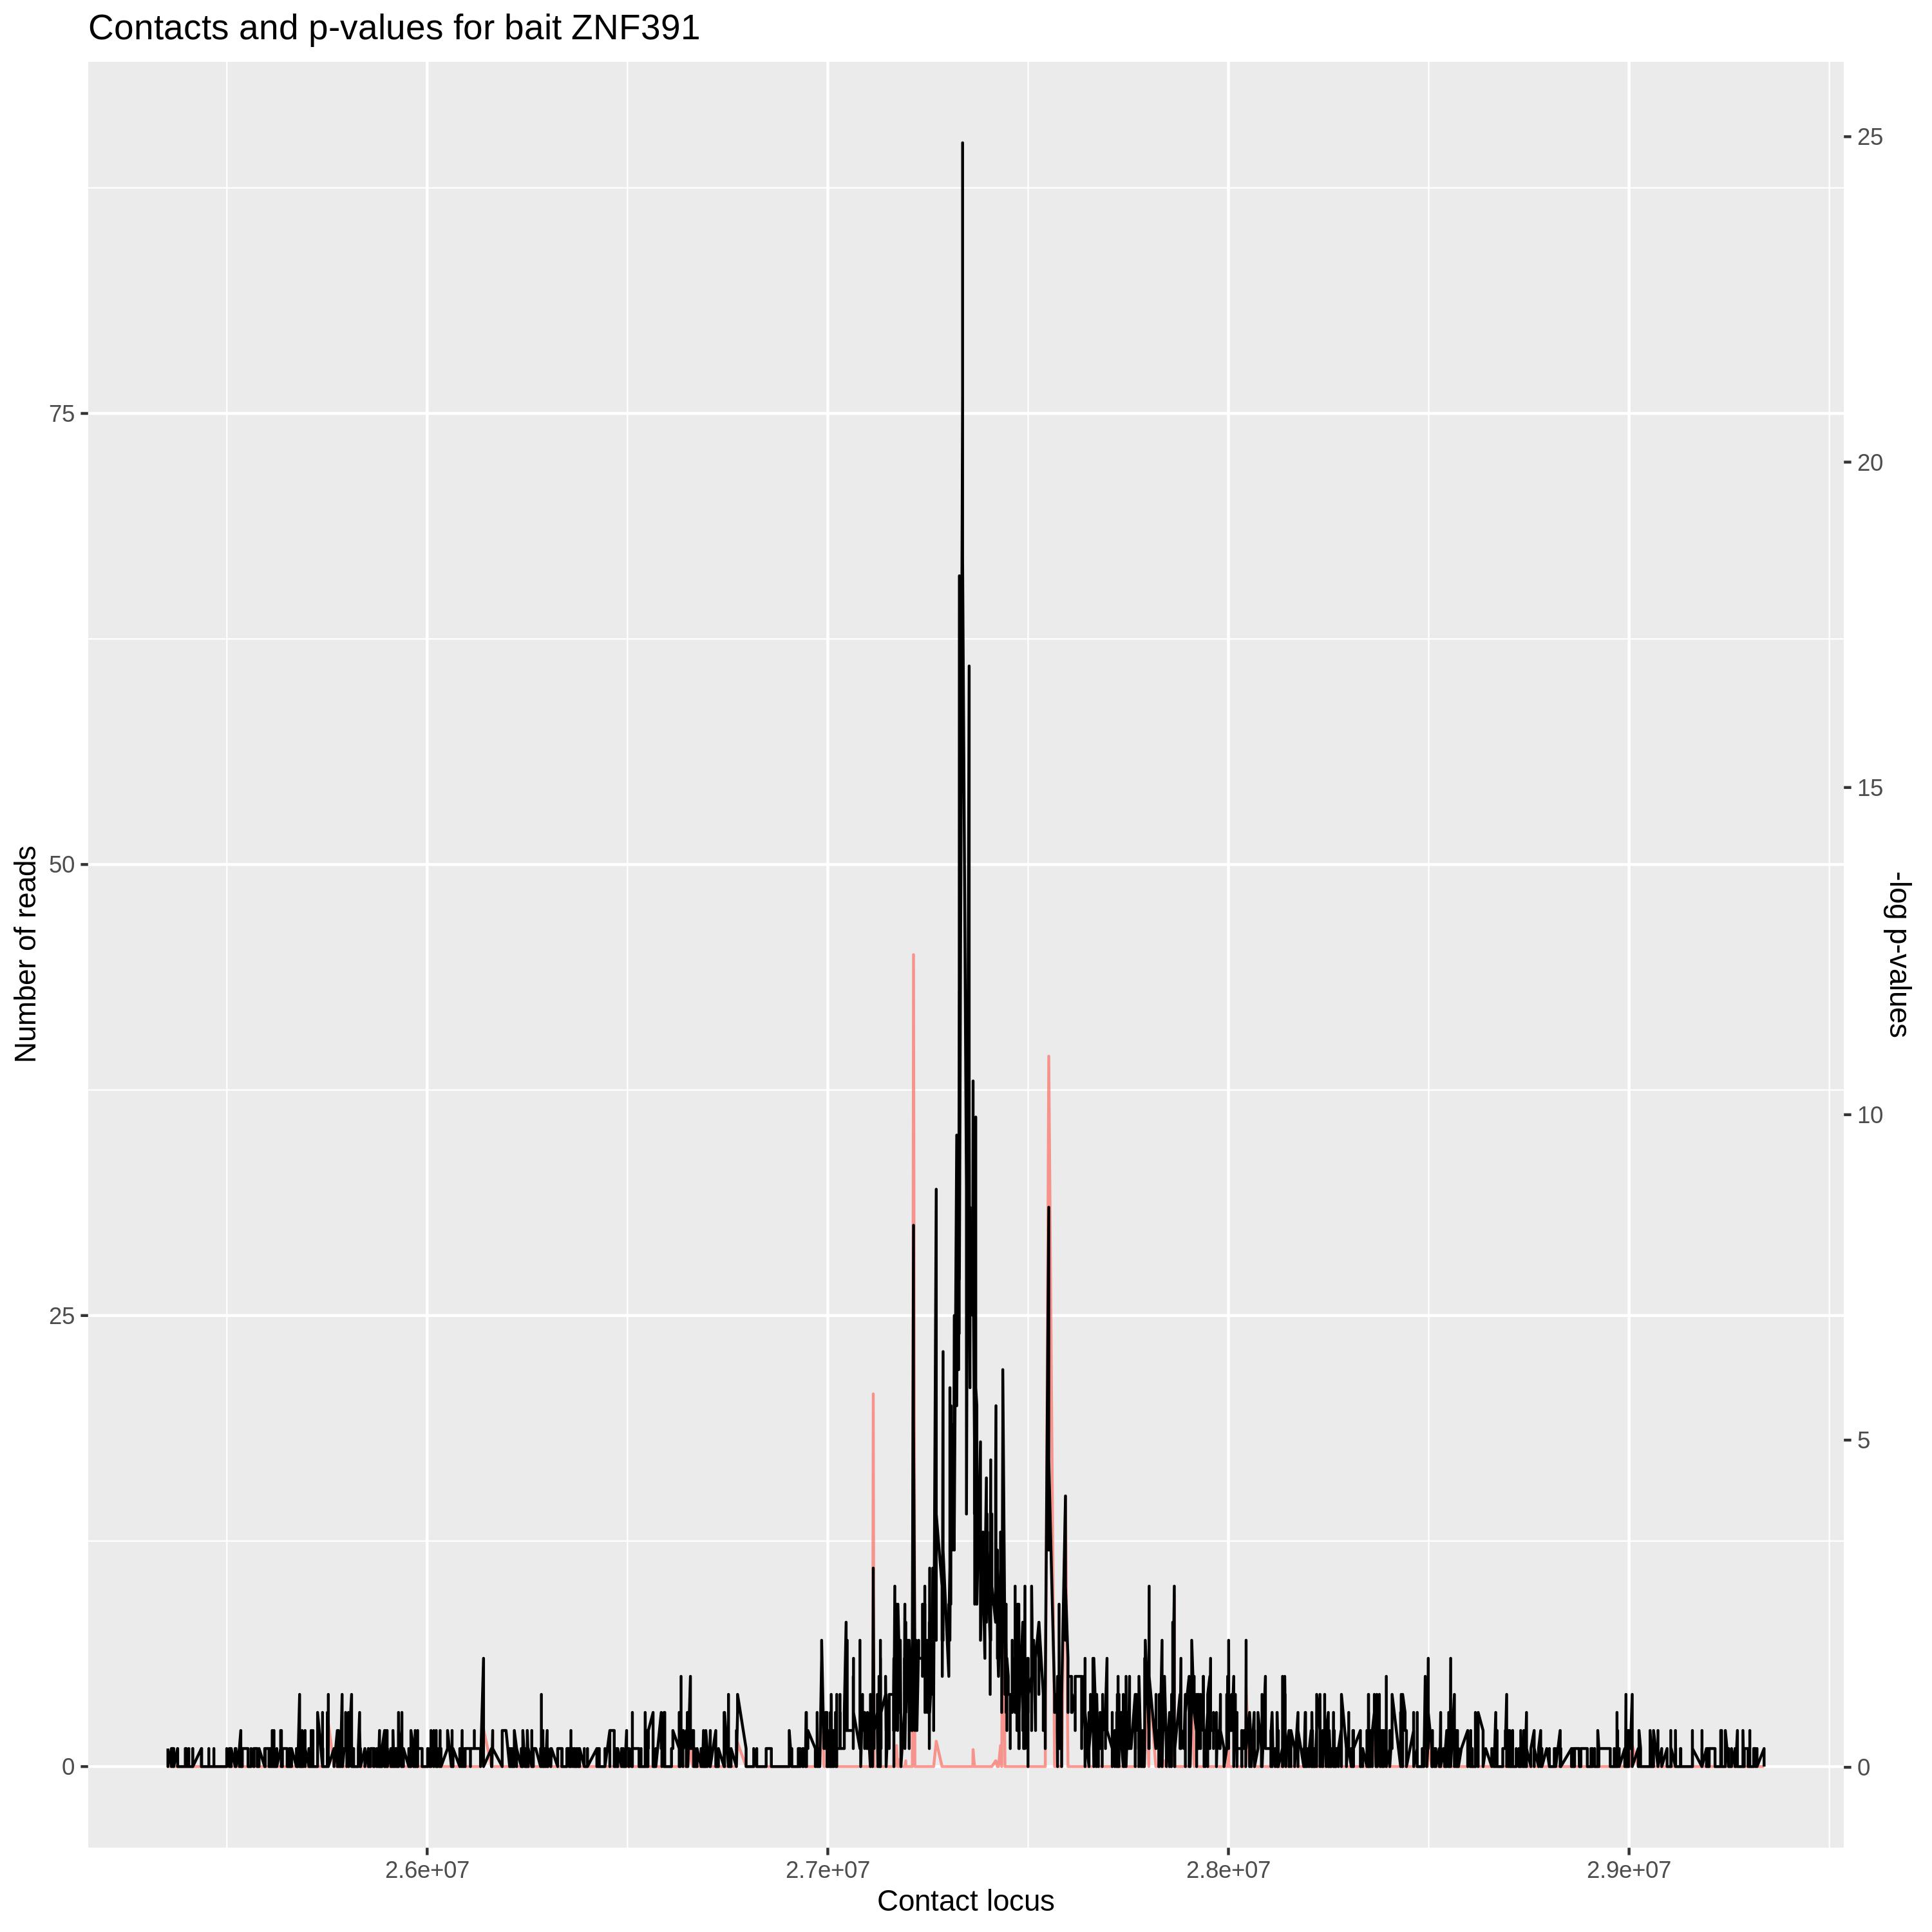 Contacts and p-values for bait ZNF391
Number of reads
75
50
25
0
25
20
15
10
5
0
-log p-values
2.6e+07 2.7e+07 2.8e+07 2.9e+07
Contact locus